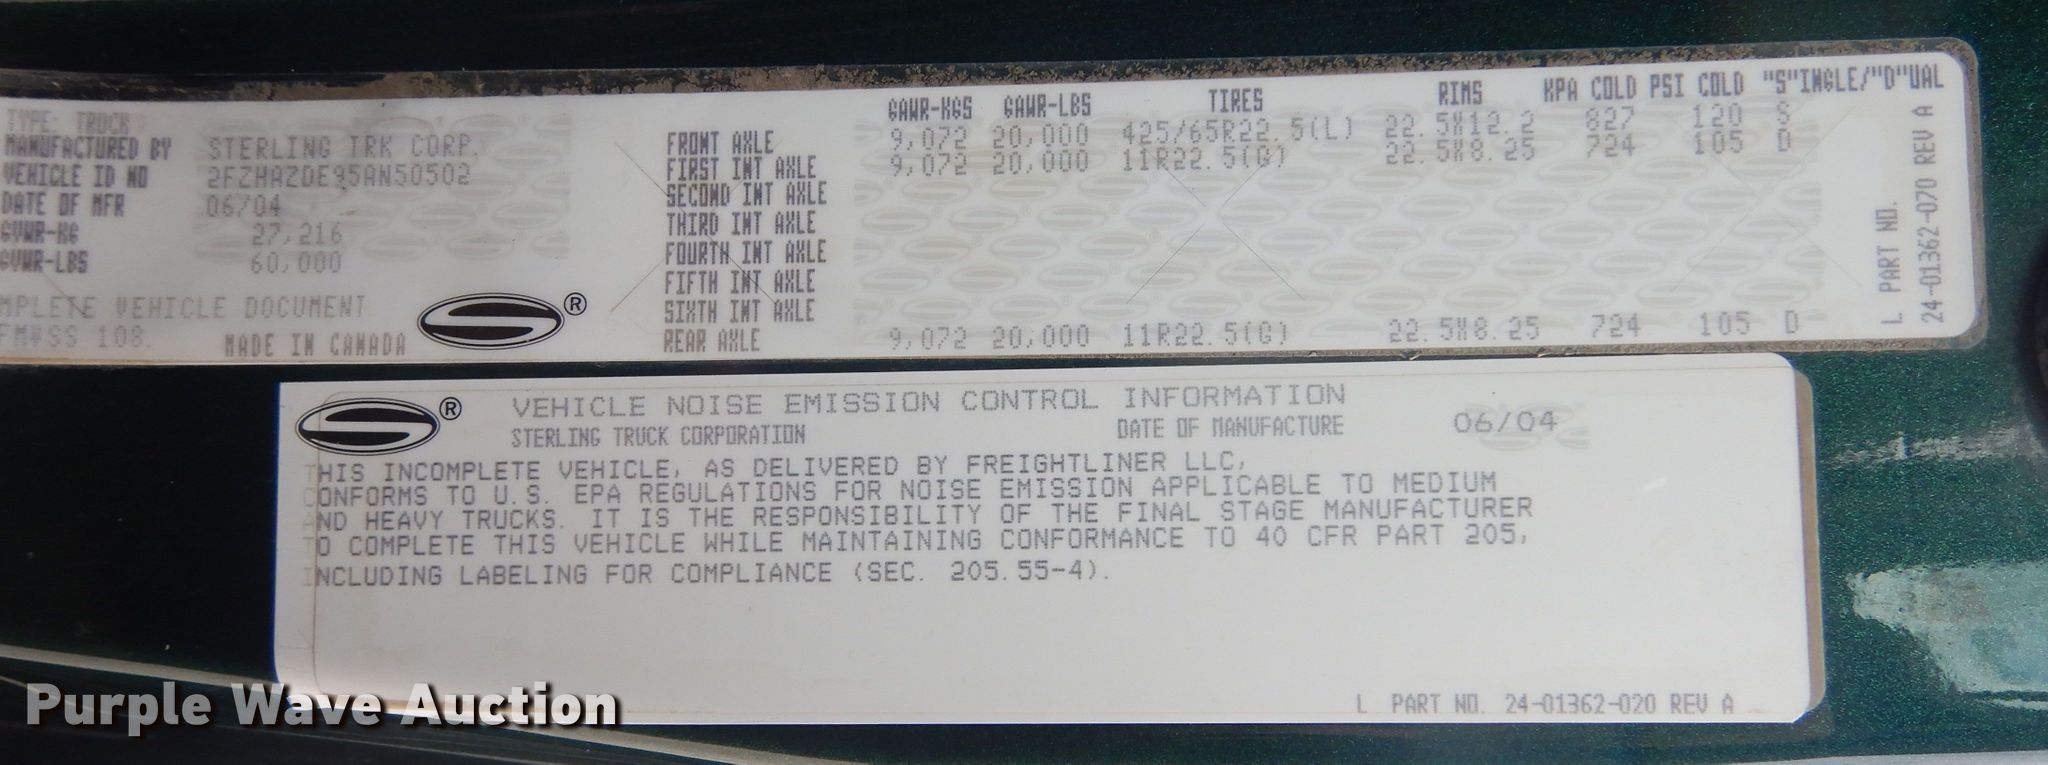 TYPE: TRUCK
MANUFACTURED BY STERLING TRK CORP.
VEHICLE ID NO 2FZHAZDE95AN50502
DATE OF MFR 06/04
GVWR-KG 27,216
GVWR-LBS 60,000
MPLETE VEHICLE DOCUMENT
FMVSS 108. MADE IN CANADA
®
GAWR-KGS GAWR-LBS TIRES RIMS KPA COLD PSI COLD "S"INGLE/"D"UAL
FRONT AXLE 9,072 20,000 425/65R22.5(L) 22.5X12.2 827 120 S
FIRST INT AXLE 9,072 20,000 11R22.5(G) 22.5X8.25 724 105 D
SECOND INT AXLE
THIRD INT AXLE
FOURTH INT AXLE
FIFTH INT AXLE
SIXTH INT AXLE
REAR AXLE 9,072 20,000 11R22.5(G) 22.5X8.25 724 105 D
L PART NO.
24-01362-070 REV A
® VEHICLE NOISE EMISSION CONTROL INFORMATION
STERLING TRUCK CORPORATION DATE OF MANUFACTURE 06/04
THIS INCOMPLETE VEHICLE, AS DELIVERED BY FREIGHTLINER LLC,
CONFORMS TO U.S. EPA REGULATIONS FOR NOISE EMISSION APPLICABLE TO MEDIUM
AND HEAVY TRUCKS. IT IS THE RESPONSIBILITY OF THE FINAL STAGE MANUFACTURER
TO COMPLETE THIS VEHICLE WHILE MAINTAINING CONFORMANCE TO 40 CFR PART 205,
INCLUDING LABELING FOR COMPLIANCE (SEC. 205.55-4).
L PART NO. 24-01362-020 REV A
Purple Wave Auction